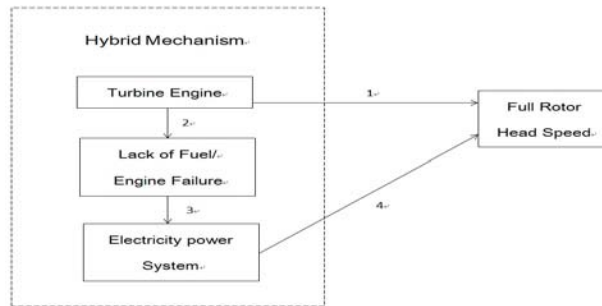 Hybrid Mechanism
Turbine Engine
1
Full Rotor
Head Speed
2
Lack of Fuel/
Engine Failure
3
4
Electricity power
System